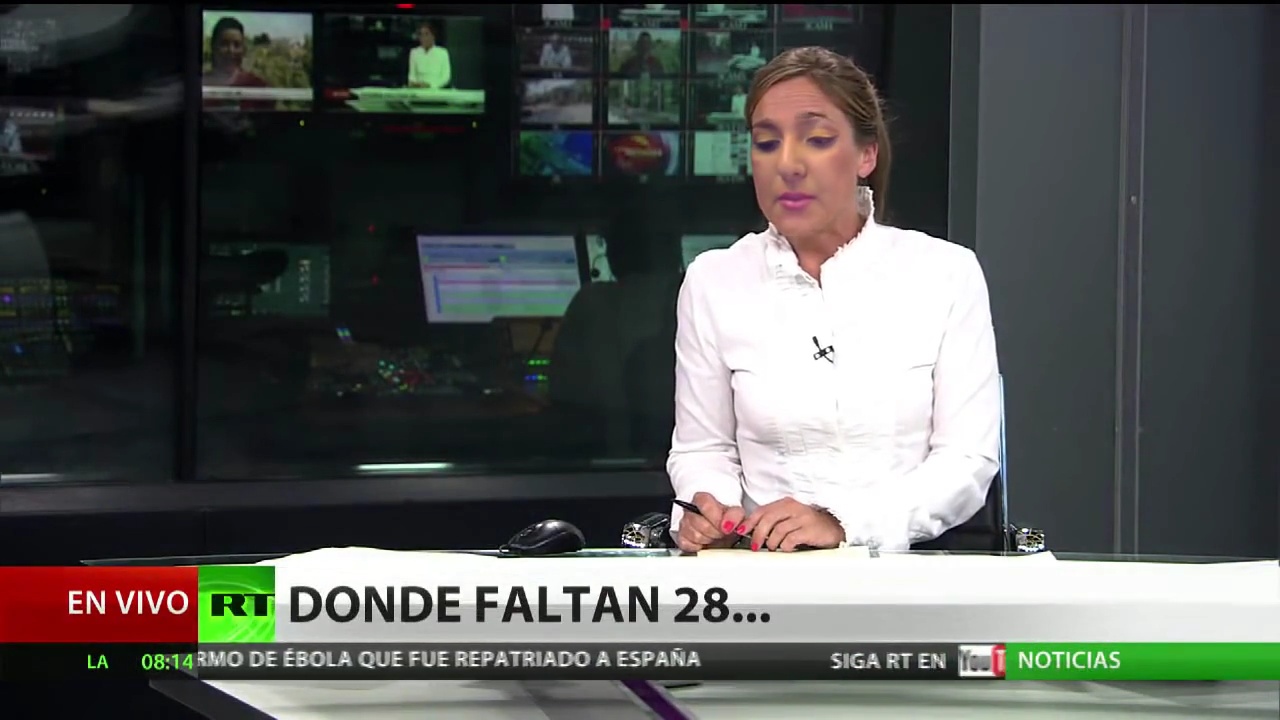 EN VIVO
RT
DONDE FALTAN 28...
LA 08:14
RMO DE ÉBOLA QUE FUE REPATRIADO A ESPAÑA
SIGA RT EN YouT
NOTICIAS